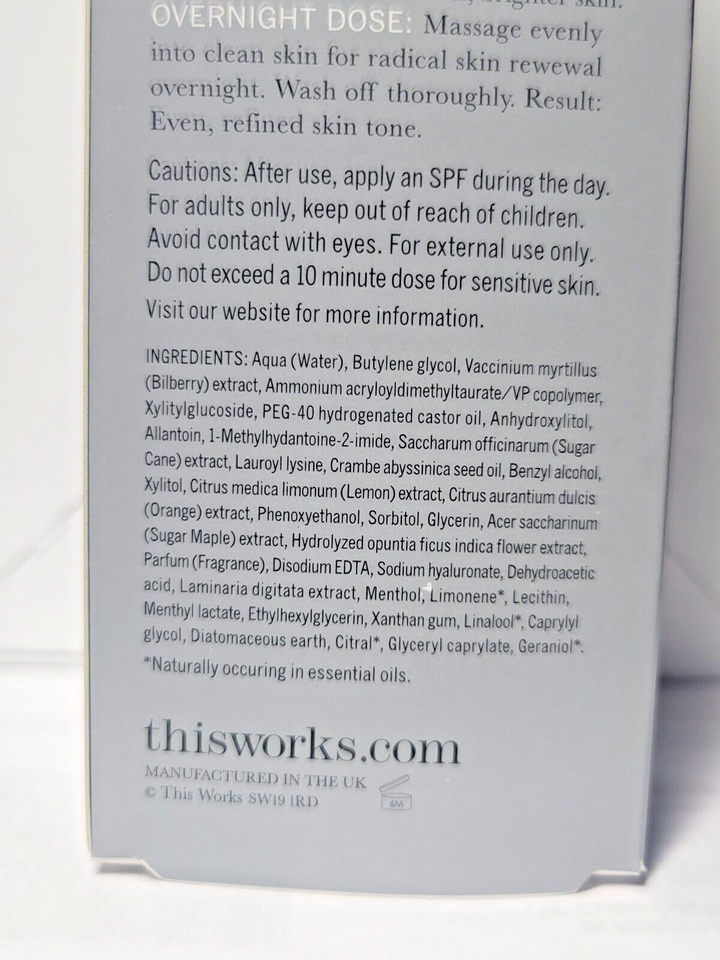 brighter skin.
OVERNIGHT DOSE: Massage evenly
into clean skin for radical skin rewewal
overnight. Wash off thoroughly. Result:
Even, refined skin tone.
Cautions: After use, apply an SPF during the day.
For adults only, keep out of reach of children.
Avoid contact with eyes. For external use only.
Do not exceed a 10 minute dose for sensitive skin.
Visit our website for more information.
INGREDIENTS: Aqua (Water), Butylene glycol, Vaccinium myrtillus
(Bilberry) extract, Ammonium acryloyldimethyltaurate/VP copolymer,
Xylitylglucoside, PEG-40 hydrogenated castor oil, Anhydroxylitol,
Allantoin, 1-Methylhydantoine-2-imide, Saccharum officinarum (Sugar
Cane) extract, Lauroyl lysine, Crambe abyssinica seed oil, Benzyl alcohol,
Xylitol, Citrus medica limonum (Lemon) extract, Citrus aurantium dulcis
(Orange) extract, Phenoxyethanol, Sorbitol, Glycerin, Acer saccharinum
(Sugar Maple) extract, Hydrolyzed opuntia ficus indica flower extract,
Parfum (Fragrance), Disodium EDTA, Sodium hyaluronate, Dehydroacetic
acid, Laminaria digitata extract, Menthol, Limonene*, Lecithin,
Menthyl lactate, Ethylhexylglycerin, Xanthan gum, Linalool*, Caprylyl
glycol, Diatomaceous earth, Citral*, Glyceryl caprylate, Geraniol*.
*Naturally occuring in essential oils.
thisworks.com
MANUFACTURED IN THE UK
© This Works SW19 1RD
6M